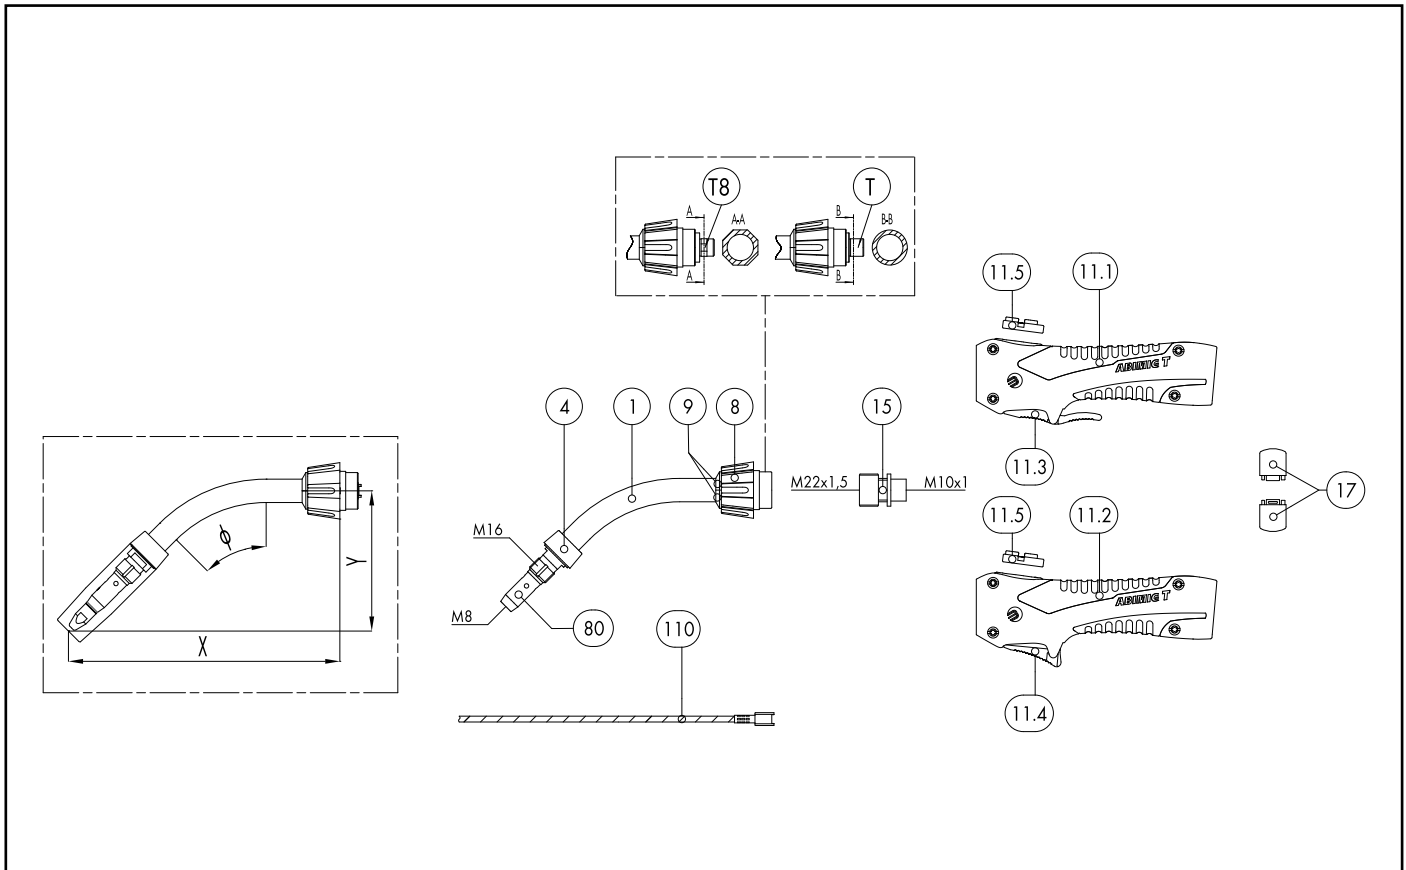 T8
T
A
A-A
B
B-B
A
B
11.5
11.1
4
1
9
8
15
ABIMIG T
11.3
M22x1,5
M10x1
17
11.5
11.2
M16
ϕ
Y
M8
80
110
ABIMIG T
X
11.4